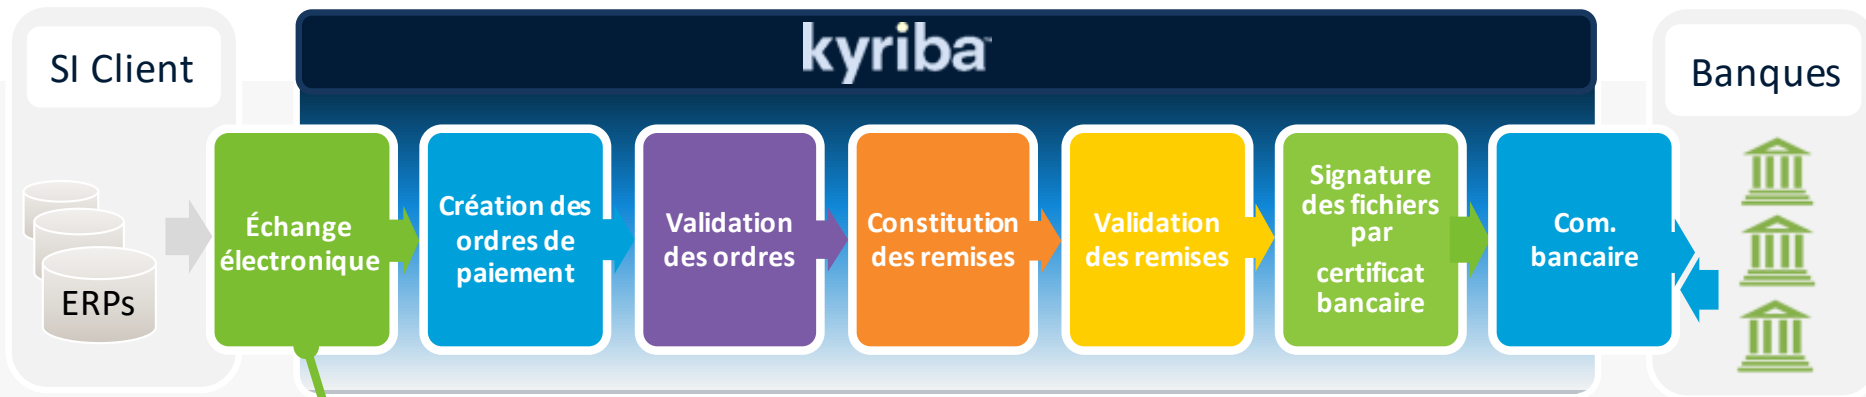 SI Client
kyriba
Banques
ERPs
Échange
électronique
Création des
ordres de
paiement
Validation
des ordres
Constitution
des remises
Validation
des remises
Signature
des fichiers
par
certificat
bancaire
Com.
bancaire